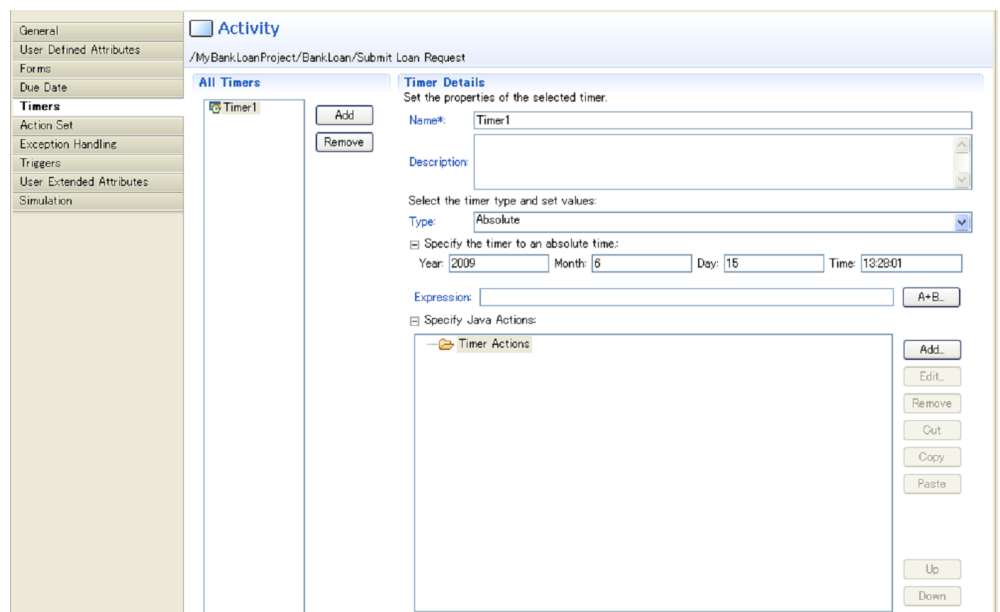 General
User Defined Attributes
Forms
Due Date
Timers
Action Set
Exception Handling
Triggers
User Extended Attributes
Simulation
Activity
/MyBankLoanProject/BankLoan/Submit Loan Request
All Timers
Timer1
Add
Remove
Timer Details
Set the properties of the selected timer.
Name*: Timer1
Description:
Select the timer type and set values:
Type: Absolute
Specify the timer to an absolute time.:
Year: 2009 Month: 6 Day: 15 Time: 13:28:01
Expression: A+B...
Specify Java Actions:
Timer Actions
Add...
Edit...
Remove
Cut
Copy
Paste
Up
Down